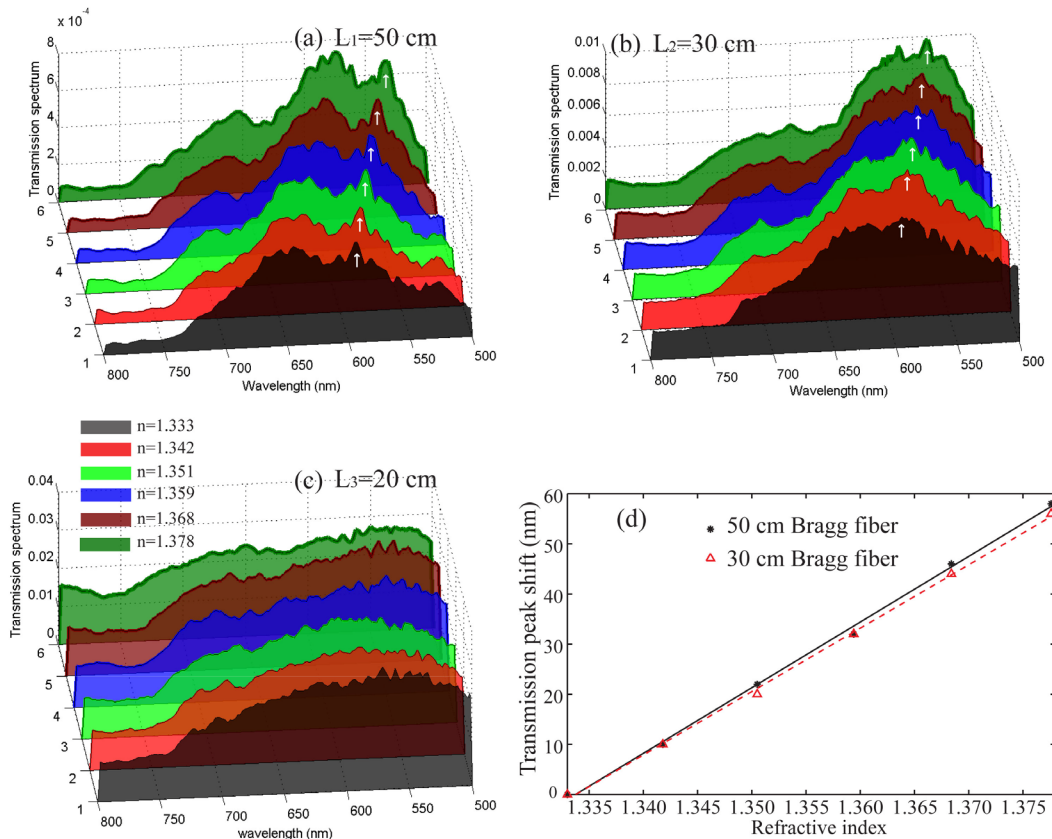 x 10⁻⁴
(a) L₁=50 cm
Transmission spectrum
8
6
4
2
0
6
5
4
3
2
1
800
750
700
650
600
550
500
Wavelength (nm)
(b) L₂=30 cm
Transmission spectrum
0.01
0.008
0.006
0.004
0.002
0
6
5
4
3
2
1
800
750
700
650
600
550
500
Wavelength (nm)
n=1.333
n=1.342
n=1.351
n=1.359
n=1.368
n=1.378
(c) L₃=20 cm
Transmission spectrum
0.04
0.03
0.02
0.01
0
6
5
4
3
2
1
800
750
700
650
600
550
500
wavelength (nm)
(d)
50 cm Bragg fiber
30 cm Bragg fiber
Transmission peak shift (nm)
60
50
40
30
20
10
0
1.335 1.342 1.345 1.350 1.355 1.360 1.365 1.370 1.375
Refractive index